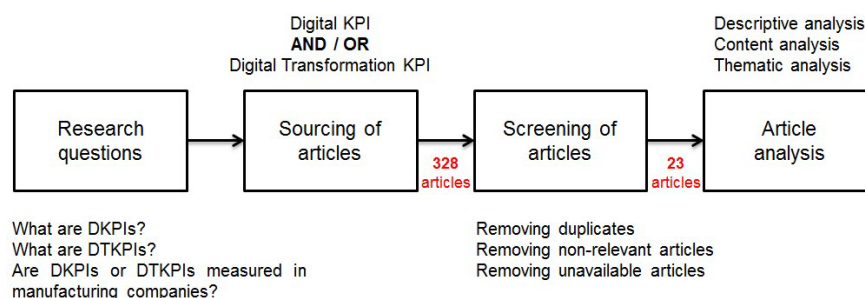 Digital KPI
AND / OR
Digital Transformation KPI
Descriptive analysis
Content analysis
Thematic analysis
Research
questions
Sourcing of
articles
328
articles
Screening of
articles
23
articles
Article
analysis
What are DKPIs?
What are DTKPIs?
Are DKPIs or DTKPIs measured in
manufacturing companies?
Removing duplicates
Removing non-relevant articles
Removing unavailable articles